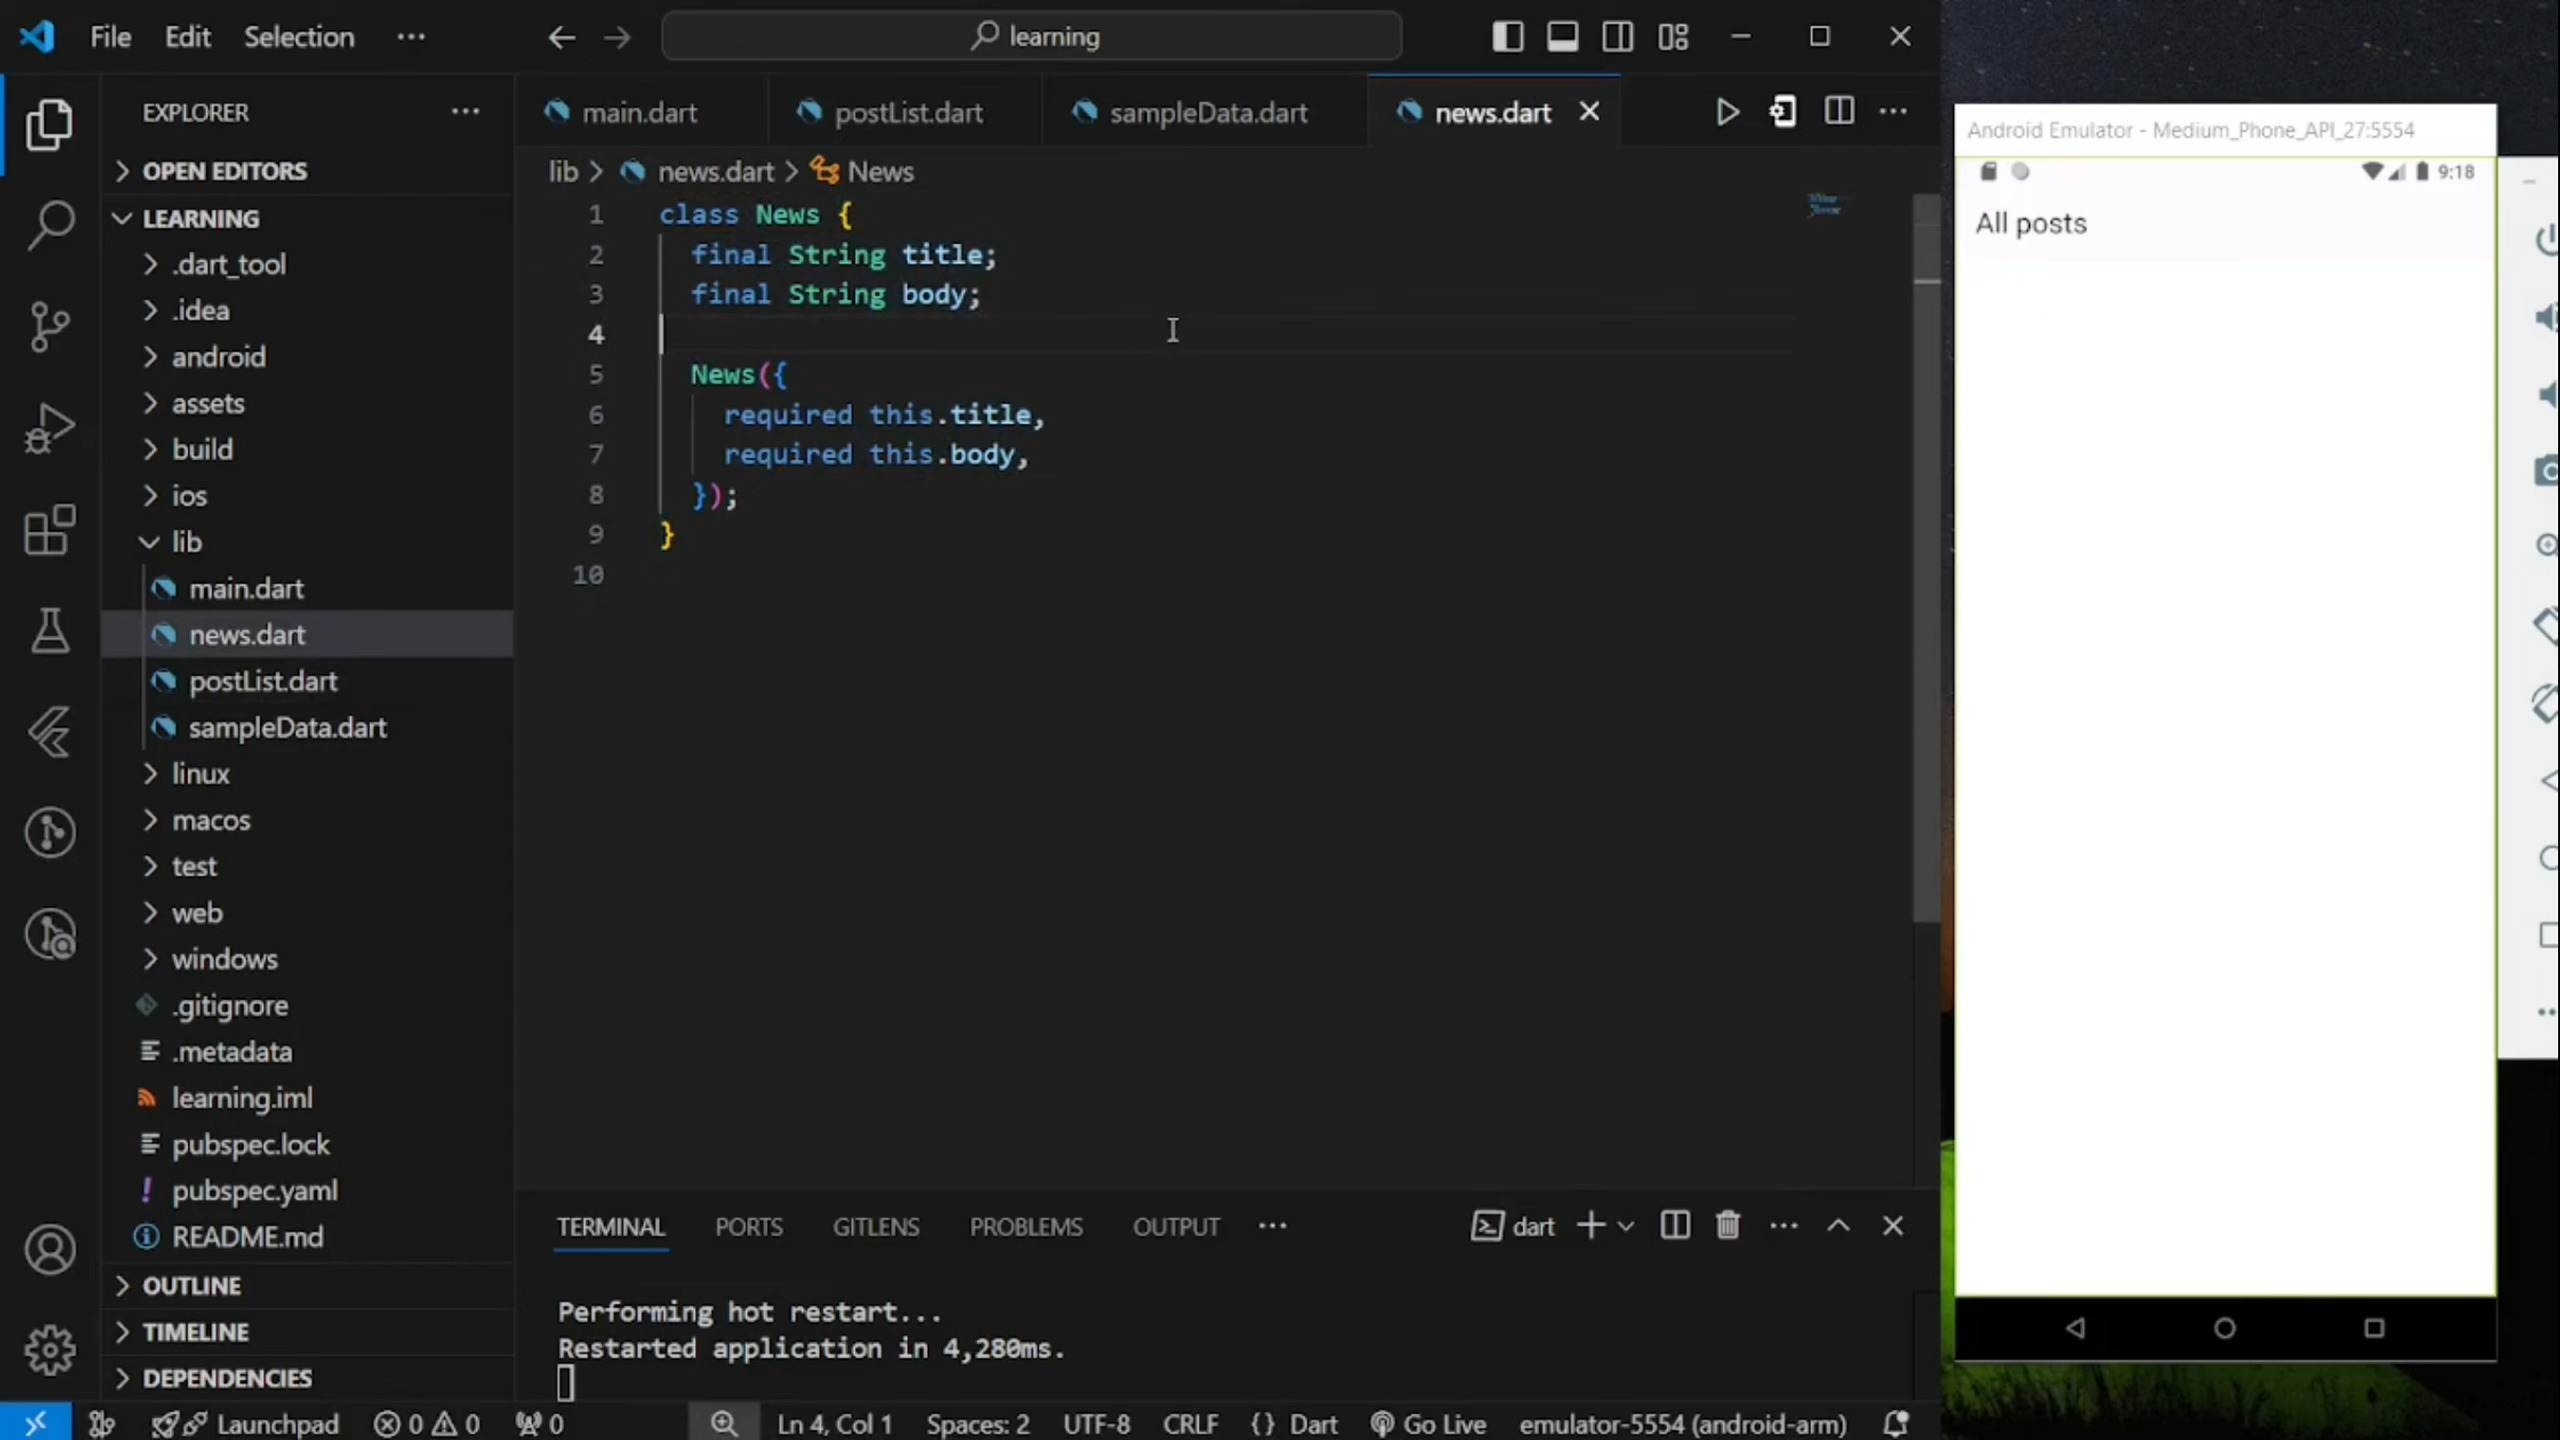 File Edit Selection ···
learning
EXPLORER
OPEN EDITORS
LEARNING
.dart_tool
.idea
android
assets
build
ios
lib
main.dart
news.dart
postList.dart
sampleData.dart
linux
macos
test
web
windows
.gitignore
.metadata
learning.iml
pubspec.lock
pubspec.yaml
README.md
OUTLINE
TIMELINE
DEPENDENCIES
main.dart postList.dart sampleData.dart news.dart
lib > news.dart > News
1 class News {
2 final String title;
3 final String body;
4
5 News({
6 required this.title,
7 required this.body,
8 });
9 }
10
TERMINAL PORTS GITLENS PROBLEMS OUTPUT ···
dart
Performing hot restart...
Restarted application in 4,280ms.
Launchpad 0 0 0 Ln 4, Col 1 Spaces: 2 UTF-8 CRLF {} Dart Go Live emulator-5554 (android-arm)
Android Emulator - Medium_Phone_API_27:5554
9:18
All posts